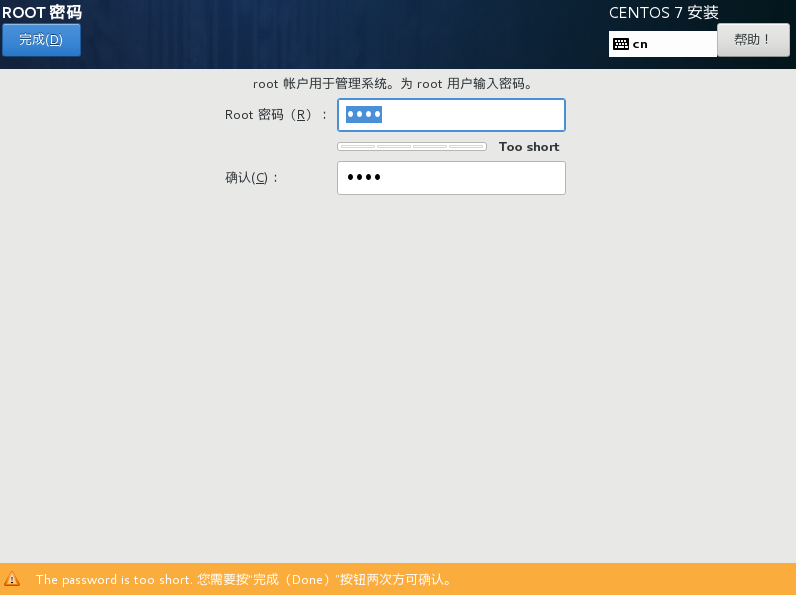 ROOT 密码
CENTOS 7 安装
完成(D)
cn
帮助！
root 帐户用于管理系统。为 root 用户输入密码。
Root 密码（R）：
••••
Too short
确认(C)：
••••
The password is too short. 您需要按“完成（Done）”按钮两次方可确认。